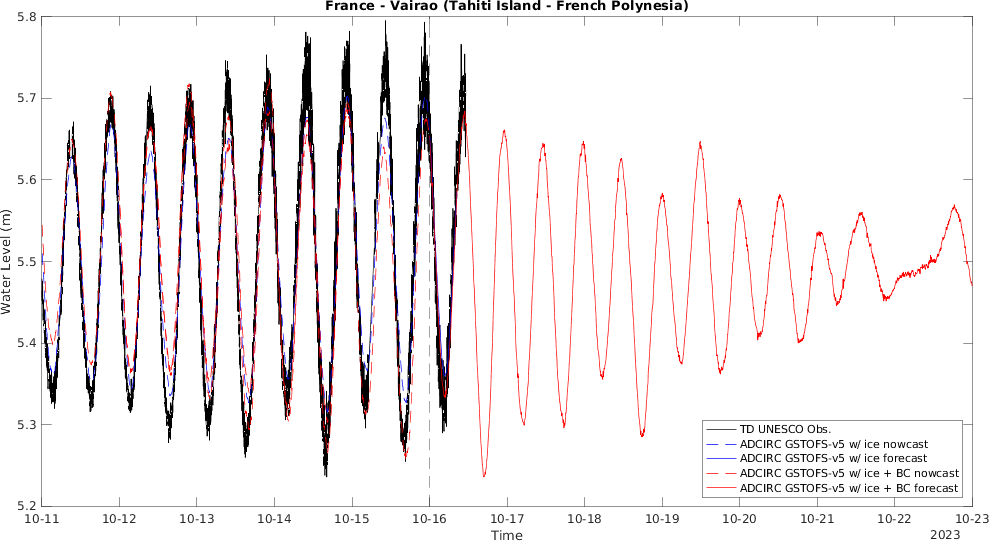 France - Vairao (Tahiti Island - French Polynesia)
5.8
5.7
5.6
5.5
5.4
5.3
5.2
Water Level (m)
10-11 10-12 10-13 10-14 10-15 10-16 10-17 10-18 10-19 10-20 10-21 10-22 10-23
Time
2023
TD UNESCO Obs.
ADCIRC GSTOFS-v5 w/ ice nowcast
ADCIRC GSTOFS-v5 w/ ice forecast
ADCIRC GSTOFS-v5 w/ ice + BC nowcast
ADCIRC GSTOFS-v5 w/ ice + BC forecast